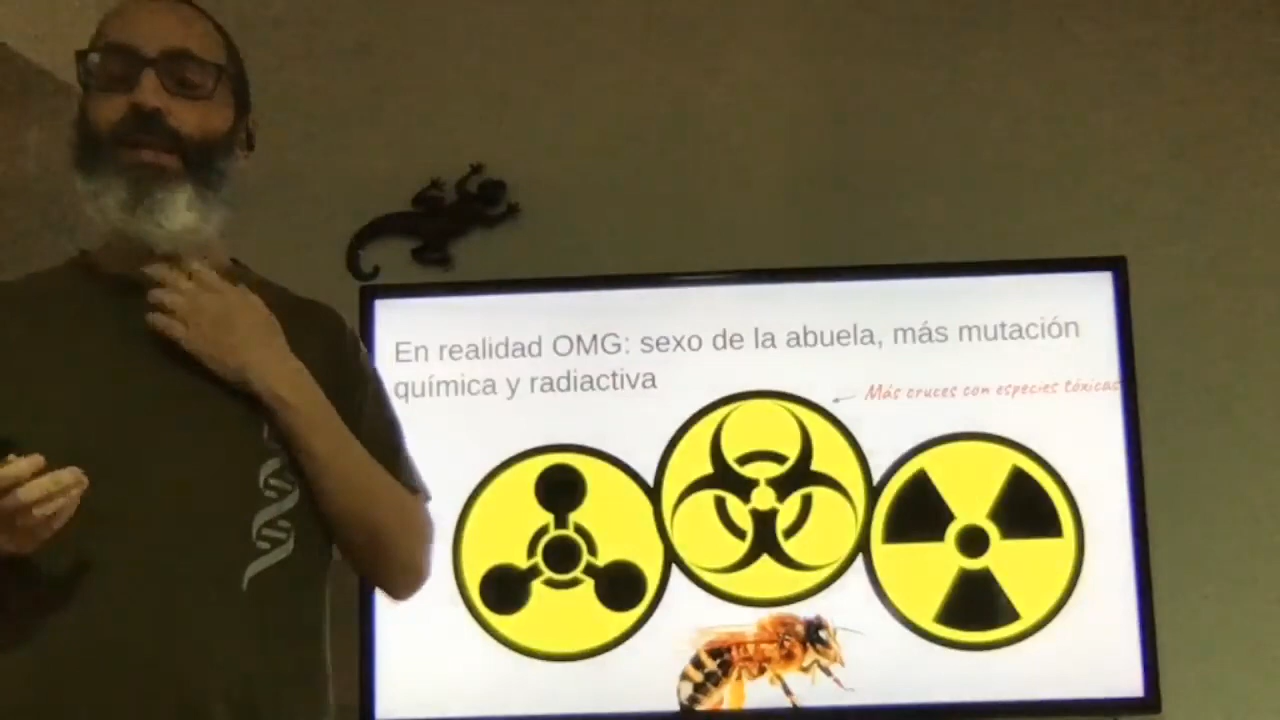 En realidad OMG: sexo de la abuela, más mutación
química y radiactiva
Más cruces con especies tóxicas